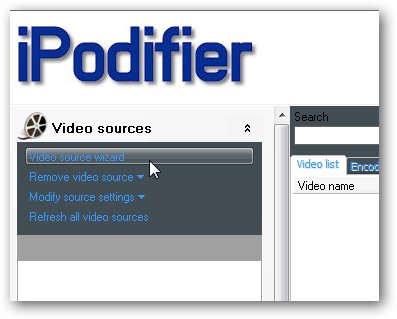 iPodifier
Video sources
Video source wizard
Remove video source
Modify source settings
Refresh all video sources
Search
Video list
Encod
Video name